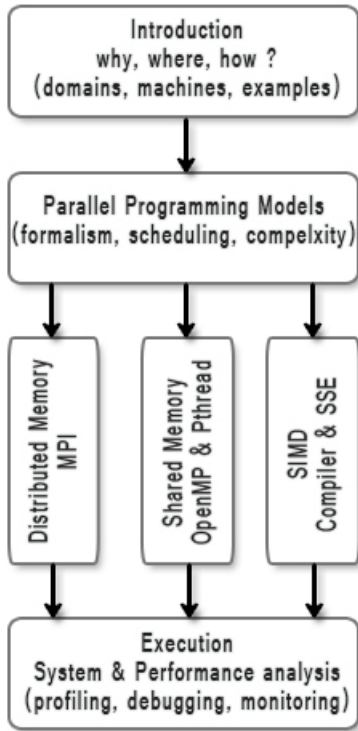 Introduction
why, where, how ?
(domains, machines, examples)
Parallel Programming Models
(formalism, scheduling, compelxity)
Distributed Memory
MPI
Shared Memory
OpenMP & Pthread
SIMD
Compiler & SSE
Execution
System & Performance analysis
(profiling, debugging, monitoring)